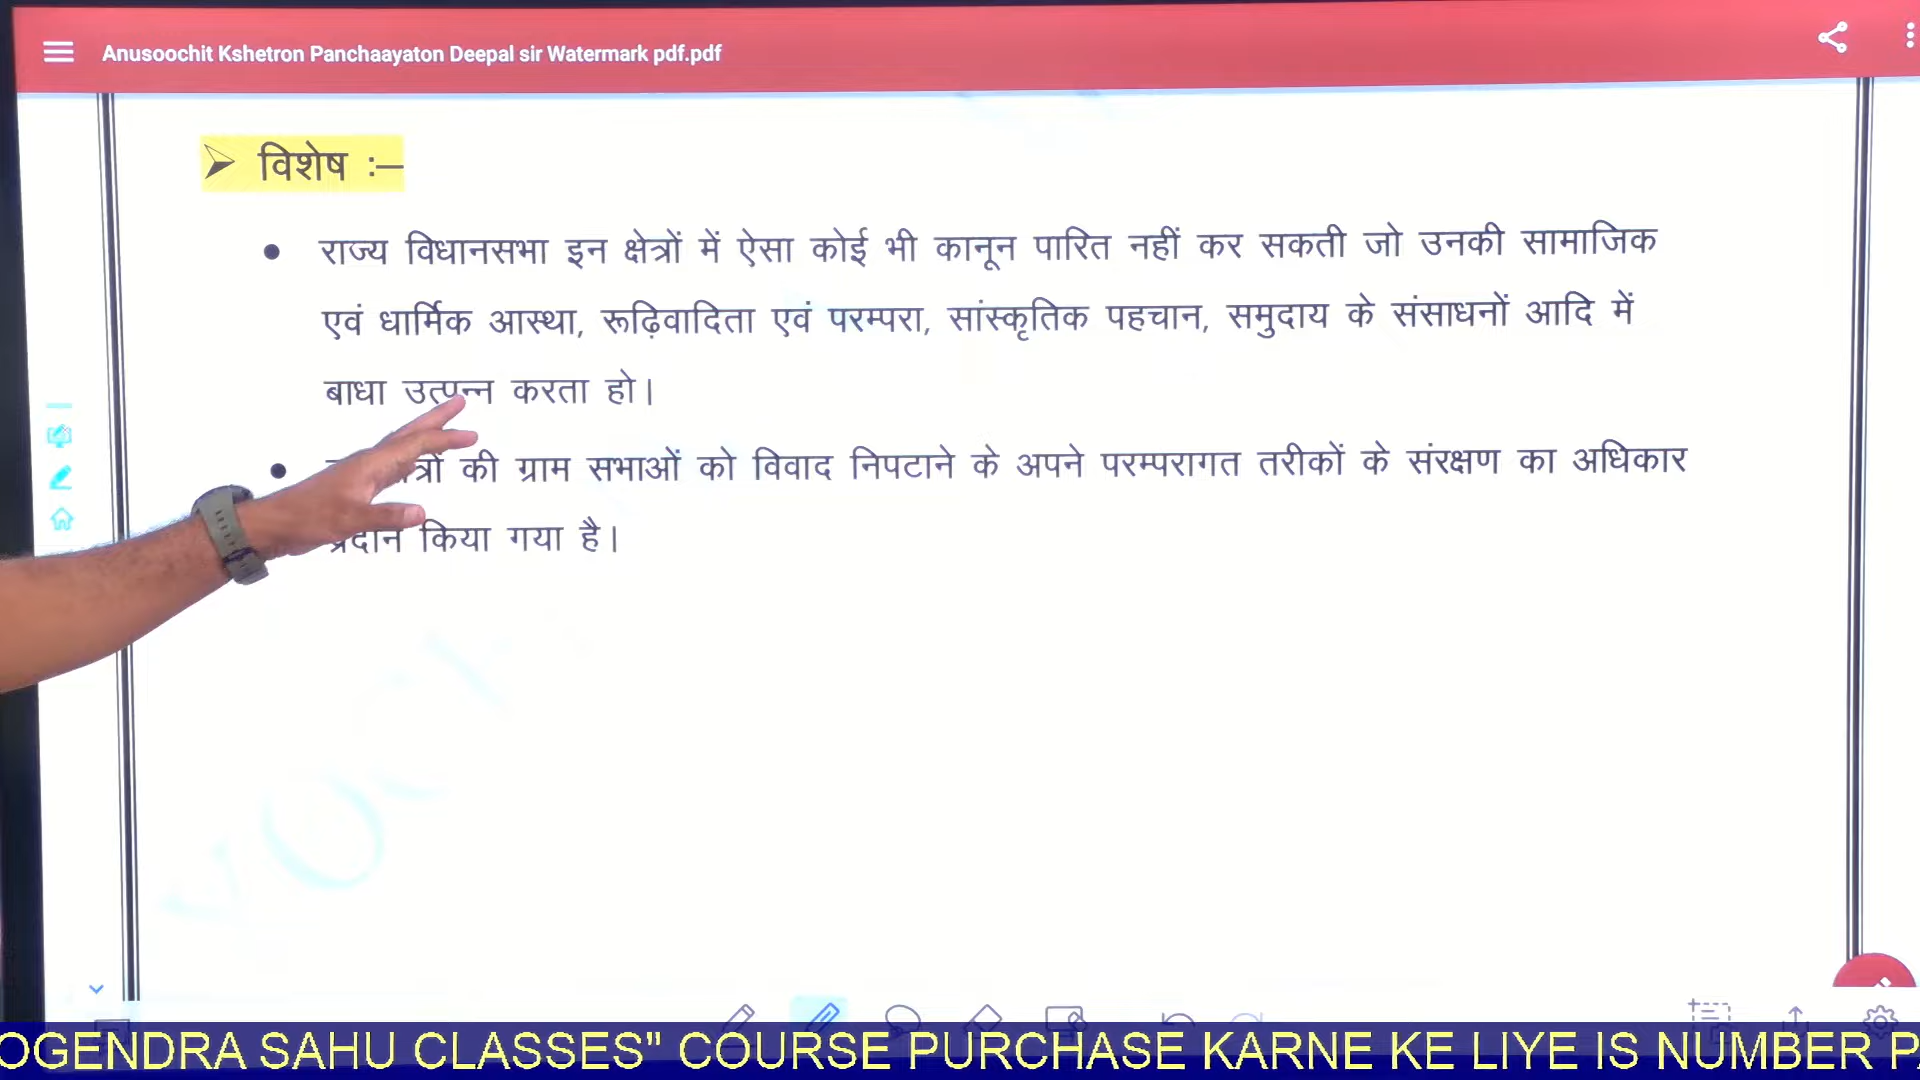 Anusoochit Kshetron Panchaayaton Deepal sir Watermark pdf.pdf
➢ विशेष :–
• राज्य विधानसभा इन क्षेत्रों में ऐसा कोई भी कानून पारित नहीं कर सकती जो उनकी सामाजिक
एवं धार्मिक आस्था, रूढ़िवादिता एवं परम्परा, सांस्कृतिक पहचान, समुदाय के संसाधनों आदि में
बाधा उत्पन्न करता हो।
• की ग्राम सभाओं को विवाद निपटाने के अपने परम्परागत तरीकों के संरक्षण का अधिकार
प्रदान किया गया है।
OGENDRA SAHU CLASSES" COURSE PURCHASE KARNE KE LIYE IS NUMBER